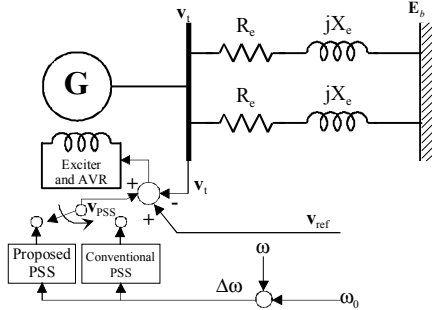 v_t
E_b
R_e
jX_e
G
R_e
jX_e
Exciter
and AVR
+
-
v_t
v_PSS
+
v_ref
Proposed
PSS
Conventional
PSS
ω
Δω
ω_0